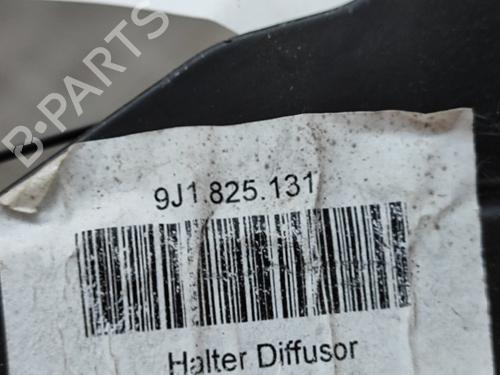 B-PARTS
9J1.825.131
Halter Diffusor